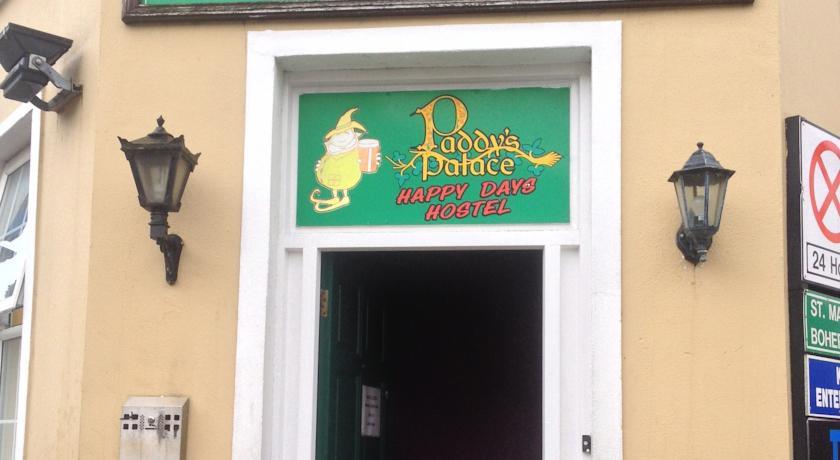 Paddy's
Palace
HAPPY DAYS
HOSTEL
24 Ho
ST. MA
BOHE
ENTE